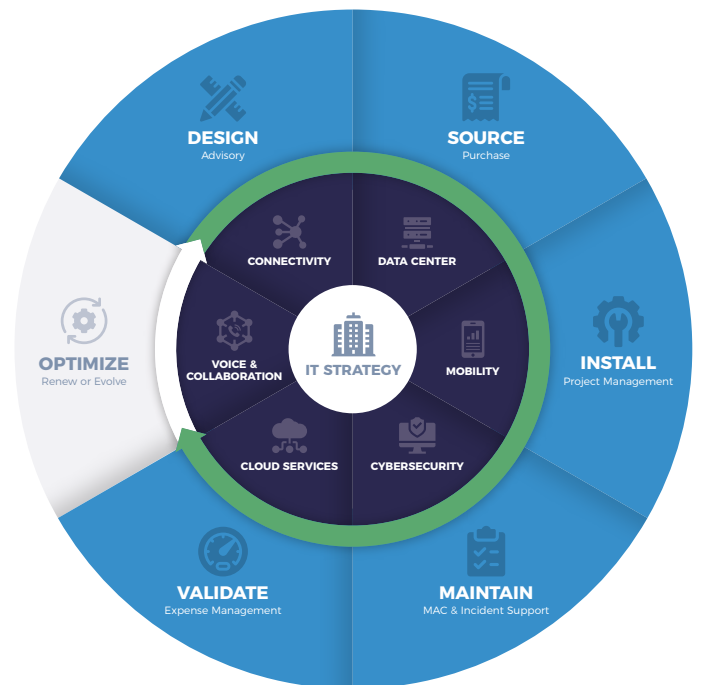 DESIGN
Advisory
SOURCE
Purchase
INSTALL
Project Management
MAINTAIN
MAC & Incident Support
VALIDATE
Expense Management
OPTIMIZE
Renew or Evolve
CONNECTIVITY
DATA CENTER
MOBILITY
CYBERSECURITY
CLOUD SERVICES
VOICE &
COLLABORATION
IT STRATEGY
$